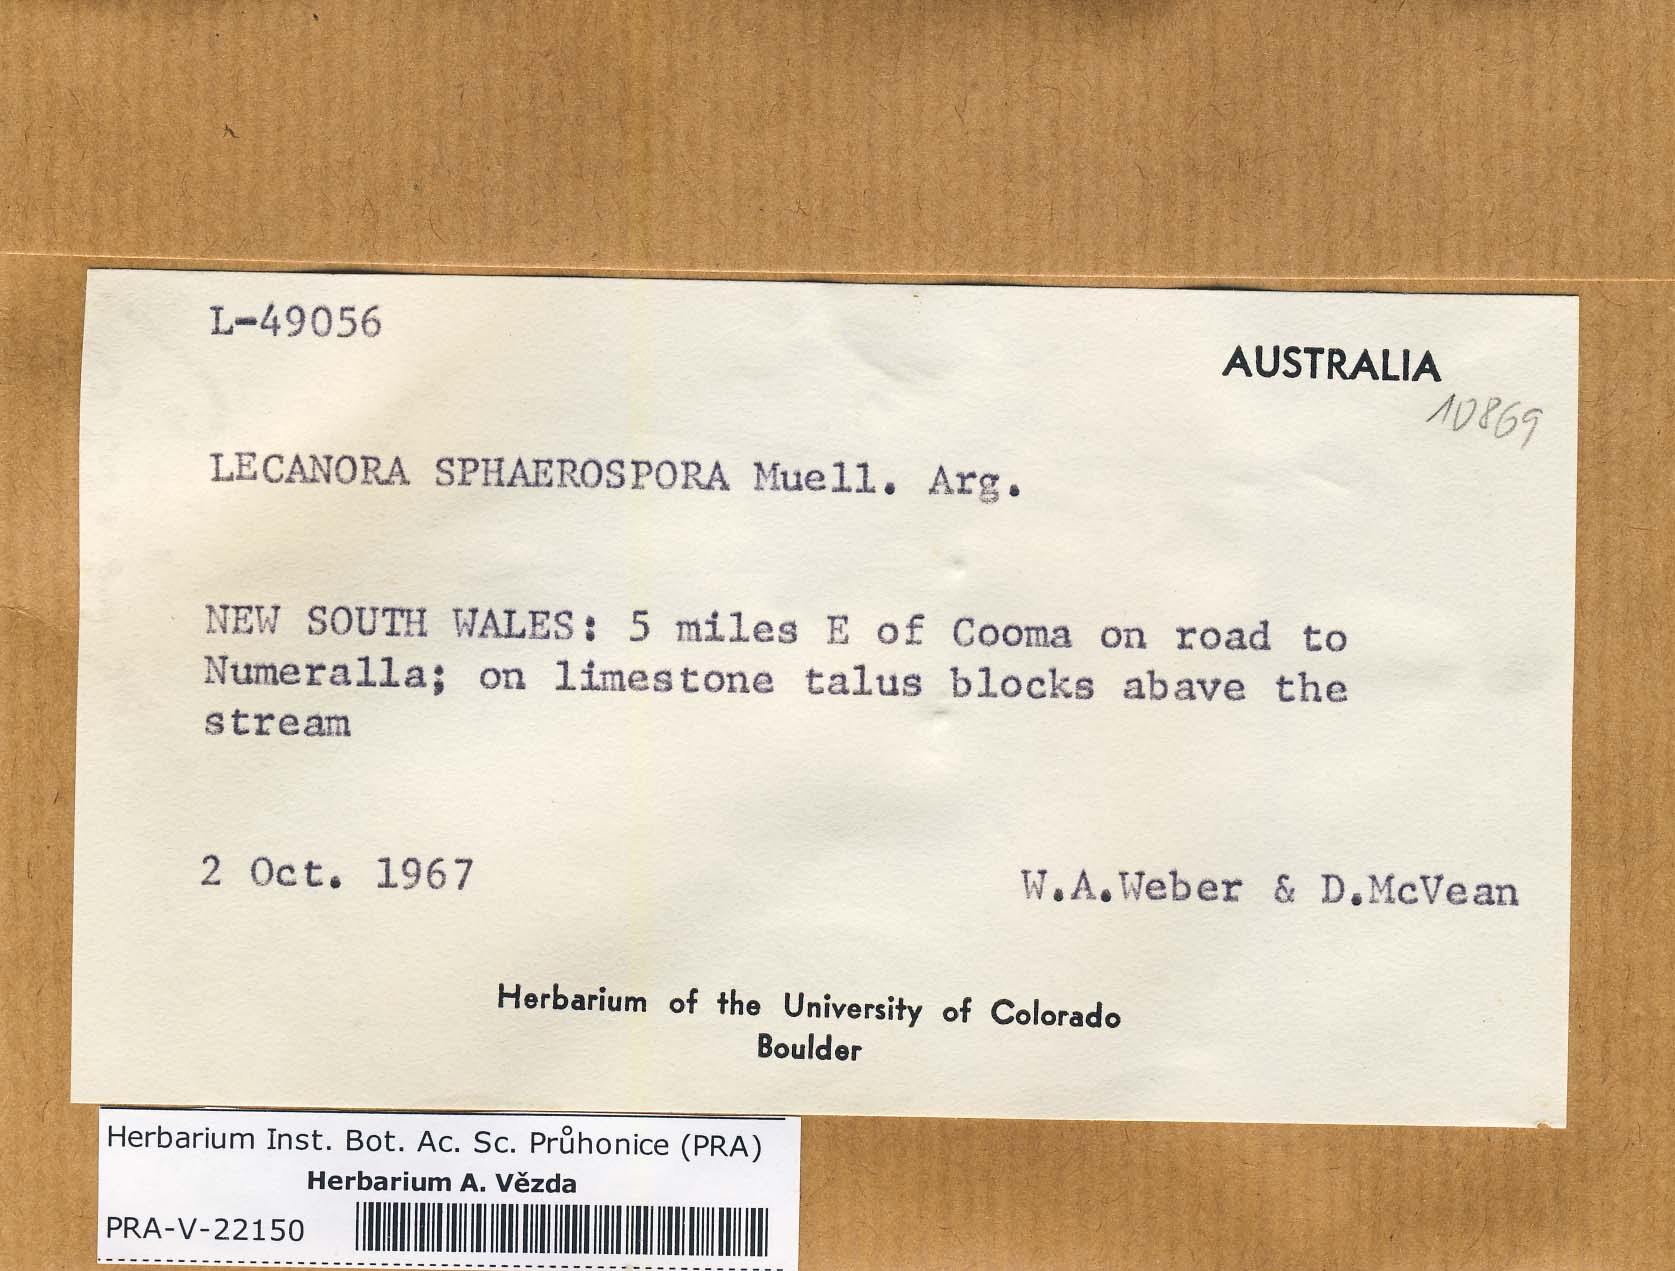 L-49056
AUSTRALIA
10869
LECANORA SPHAEROSPORA Muell. Arg.
NEW SOUTH WALES: 5 miles E of Cooma on road to
Numeralla; on limestone talus blocks abave the
stream
2 Oct. 1967
W.A.Weber & D.McVean
Herbarium of the University of Colorado
Boulder
Herbarium Inst. Bot. Ac. Sc. Průhonice (PRA)
Herbarium A. Vězda
PRA-V-22150